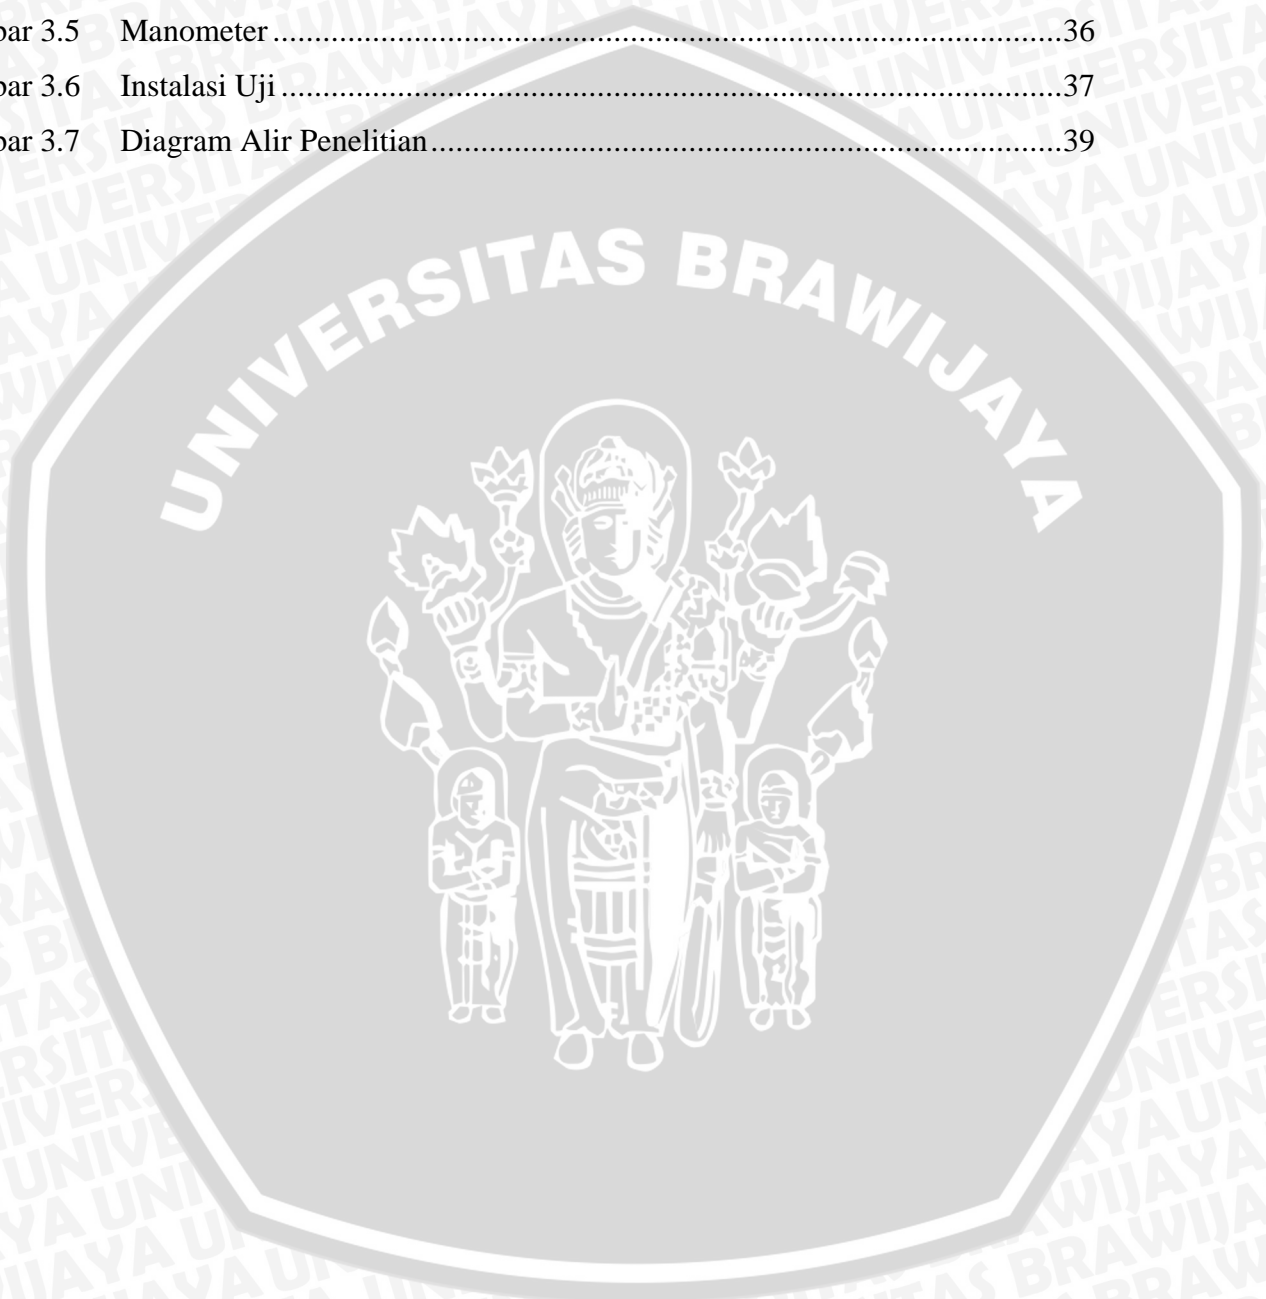 bar 3.5 Manometer ................................................................................................36
bar 3.6 Instalasi Uji ...............................................................................................37
bar 3.7 Diagram Alir Penelitian.............................................................................39
UNIVERSITAS BRAWIJAYA